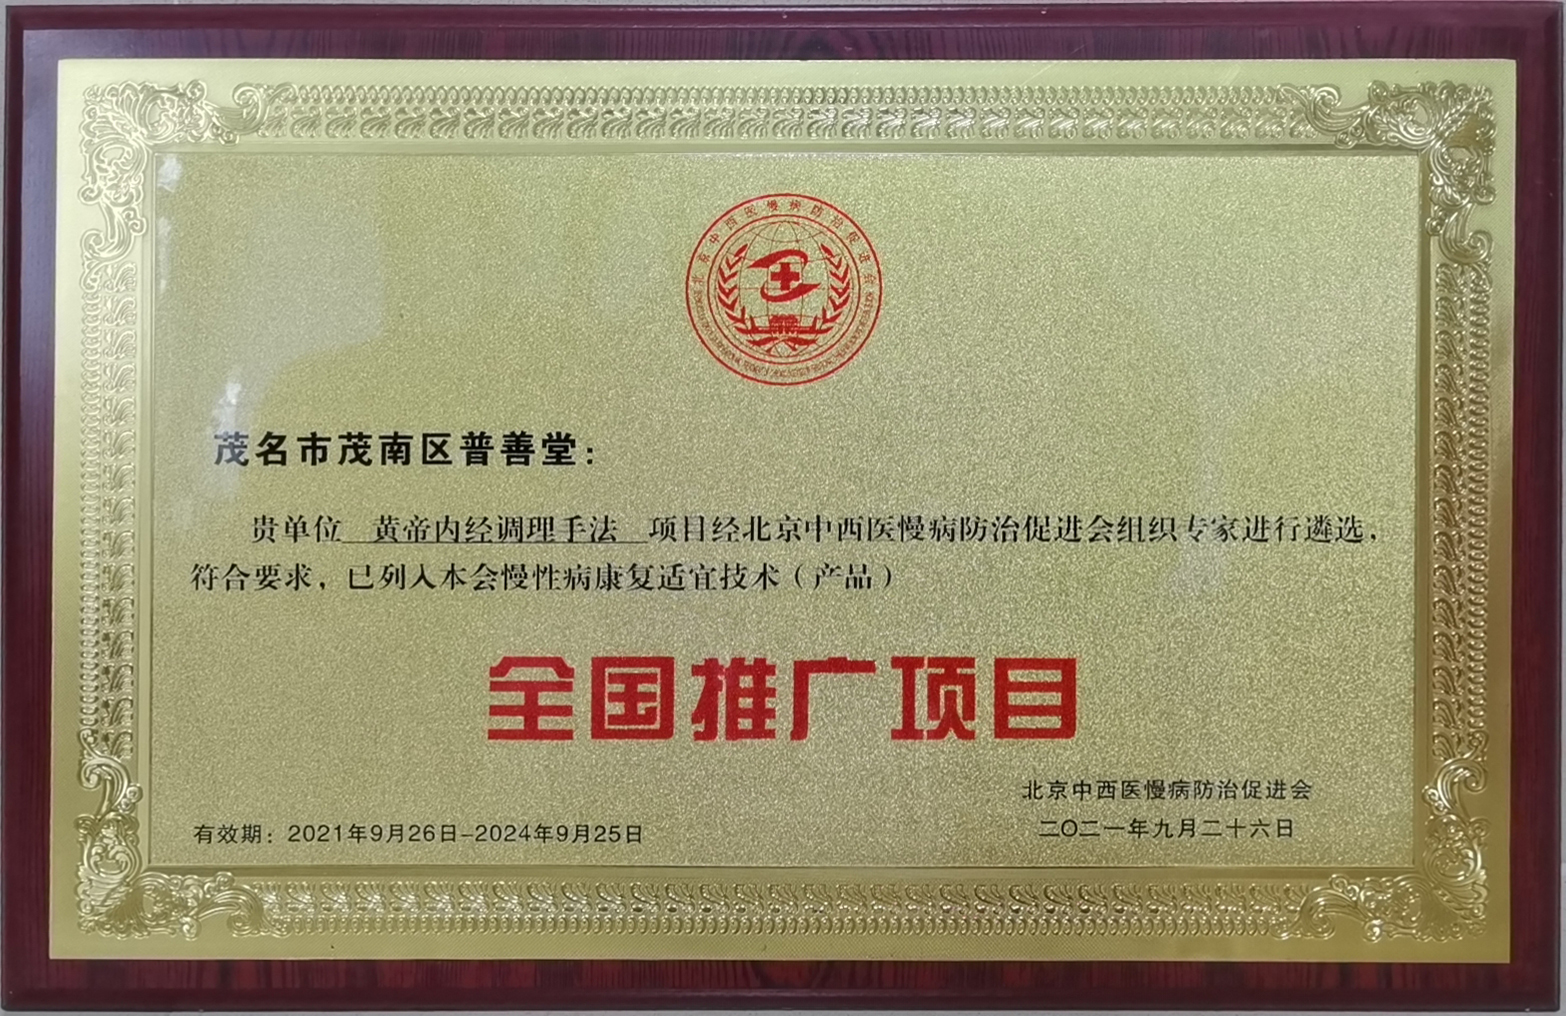 北京中西医慢病防治促进会
茂名市茂南区普善堂：
贵单位 黄帝内经调理手法 项目经北京中西医慢病防治促进会组织专家进行遴选，
符合要求，已列入本会慢性病康复适宜技术（产品）
全国推广项目
北京中西医慢病防治促进会
有效期：2021年9月26日-2024年9月25日
二〇二一年九月二十六日